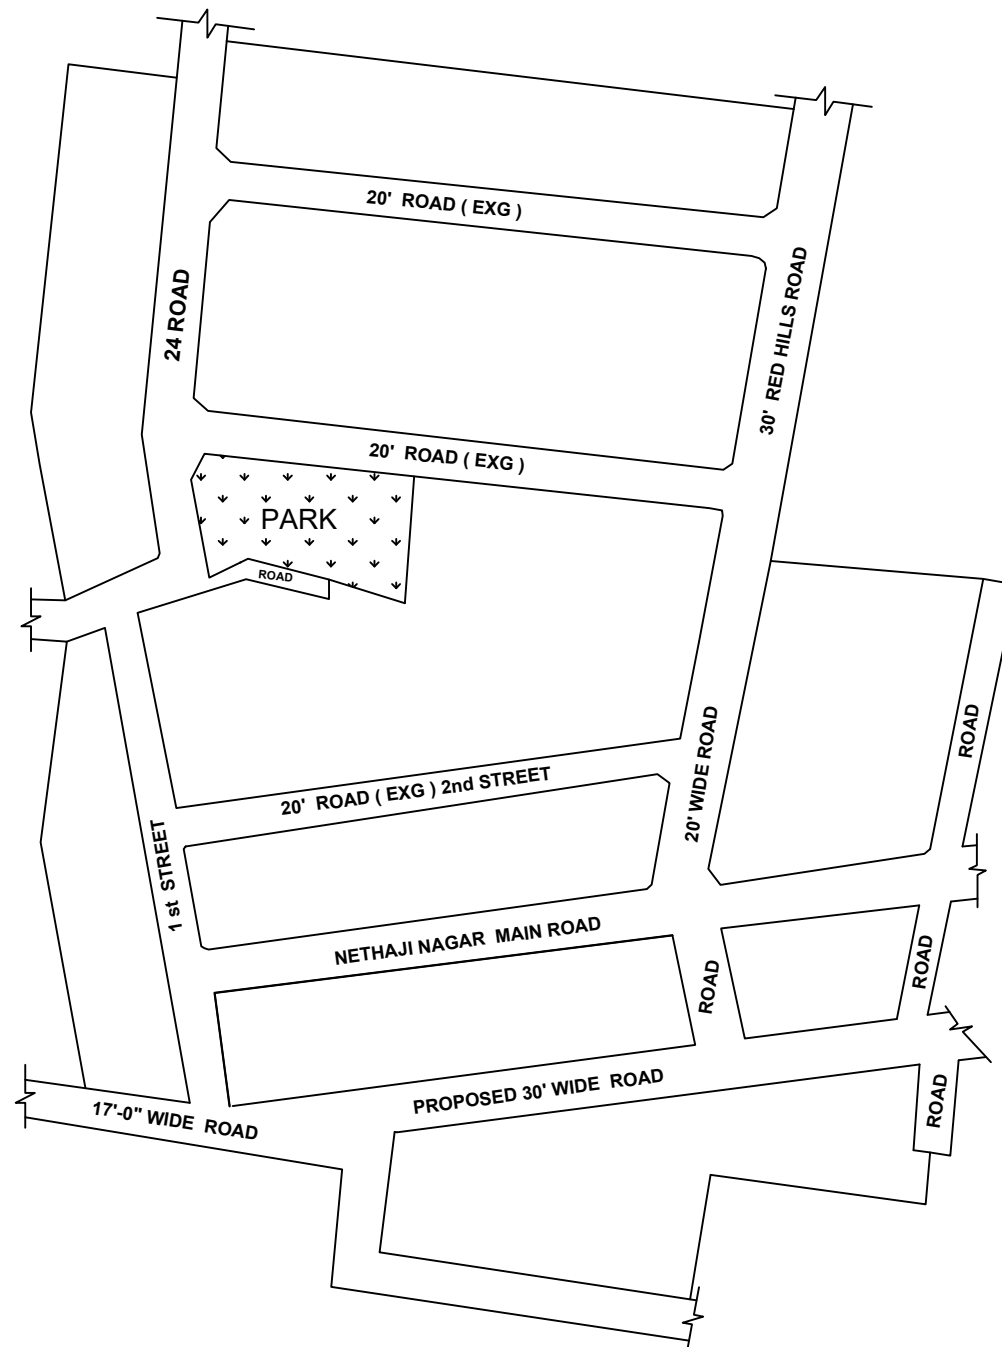 20' ROAD ( EXG )
24 ROAD
30' RED HILLS ROAD
20' ROAD ( EXG )
PARK
ROAD
ROAD
20' WIDE ROAD
20' ROAD ( EXG ) 2nd STREET
1 st STREET
NETHAJI NAGAR MAIN ROAD
ROAD
ROAD
PROPOSED 30' WIDE ROAD
ROAD
17'-0" WIDE ROAD